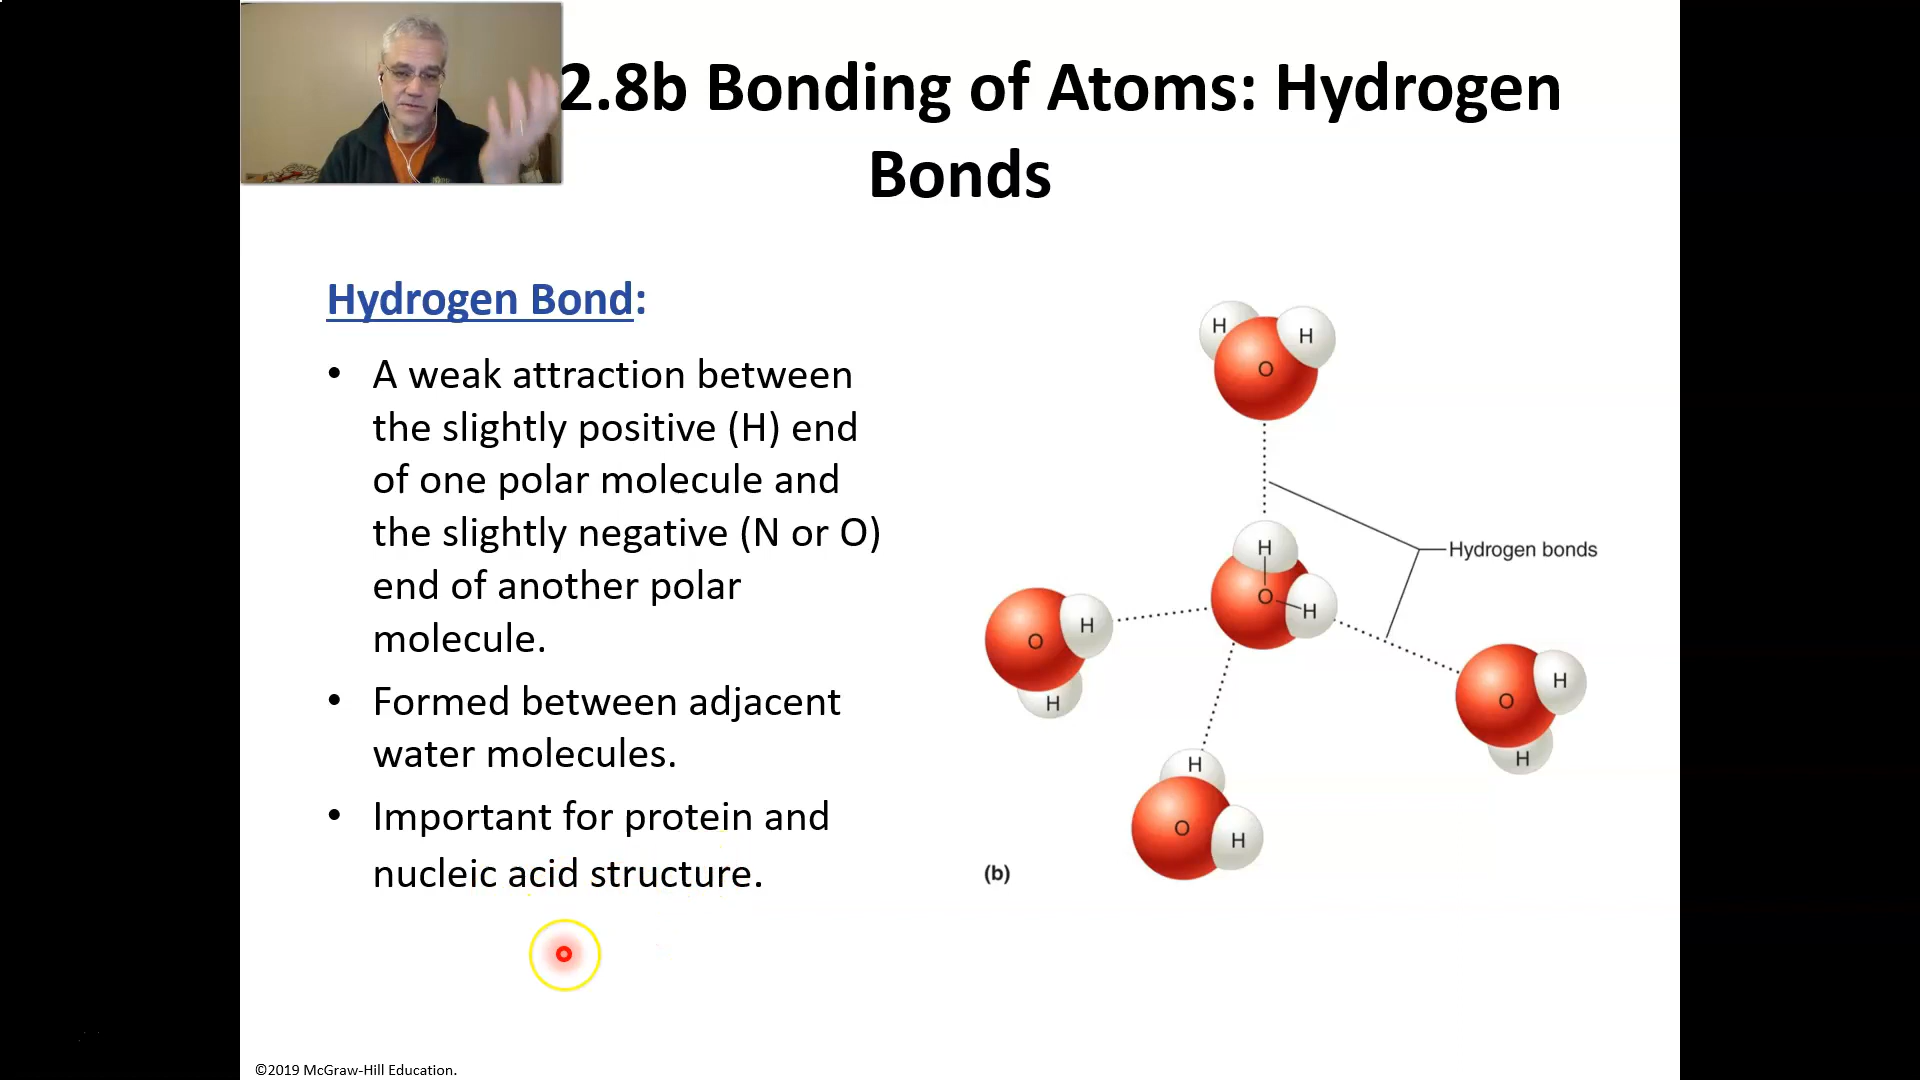 2.8b Bonding of Atoms: Hydrogen
Bonds
Hydrogen Bond:
• A weak attraction between
the slightly positive (H) end
of one polar molecule and
the slightly negative (N or O)
end of another polar
molecule.
• Formed between adjacent
water molecules.
• Important for protein and
nucleic acid structure.
H
H
O
H
O
H
Hydrogen bonds
O
H
H
O
H
H
H
O
H
(b)
©2019 McGraw-Hill Education.